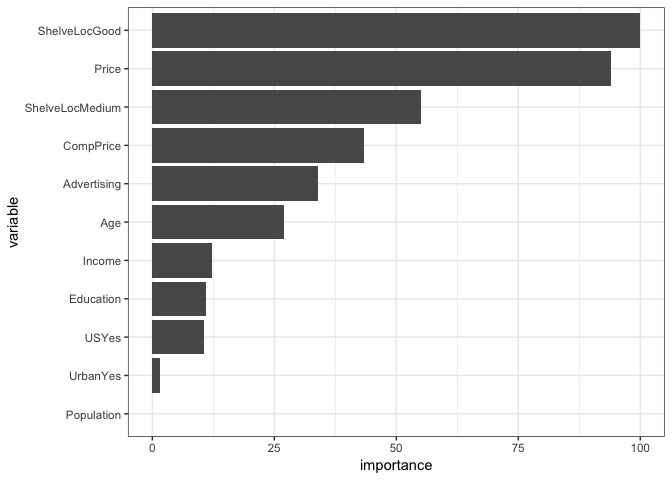 ShelveLocGood
Price
ShelveLocMedium
CompPrice
Advertising
Age
Income
Education
USYes
UrbanYes
Population
variable
0 25 50 75 100
importance